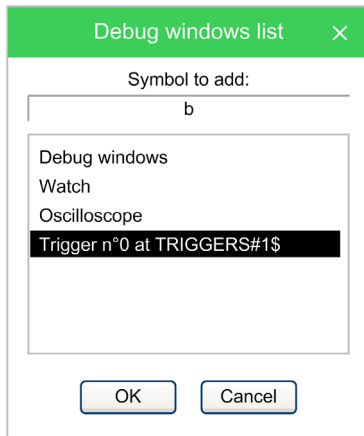 Debug windows list
Symbol to add:
b
Debug windows
Watch
Oscilloscope
Trigger n°0 at TRIGGERS#1$
OK
Cancel